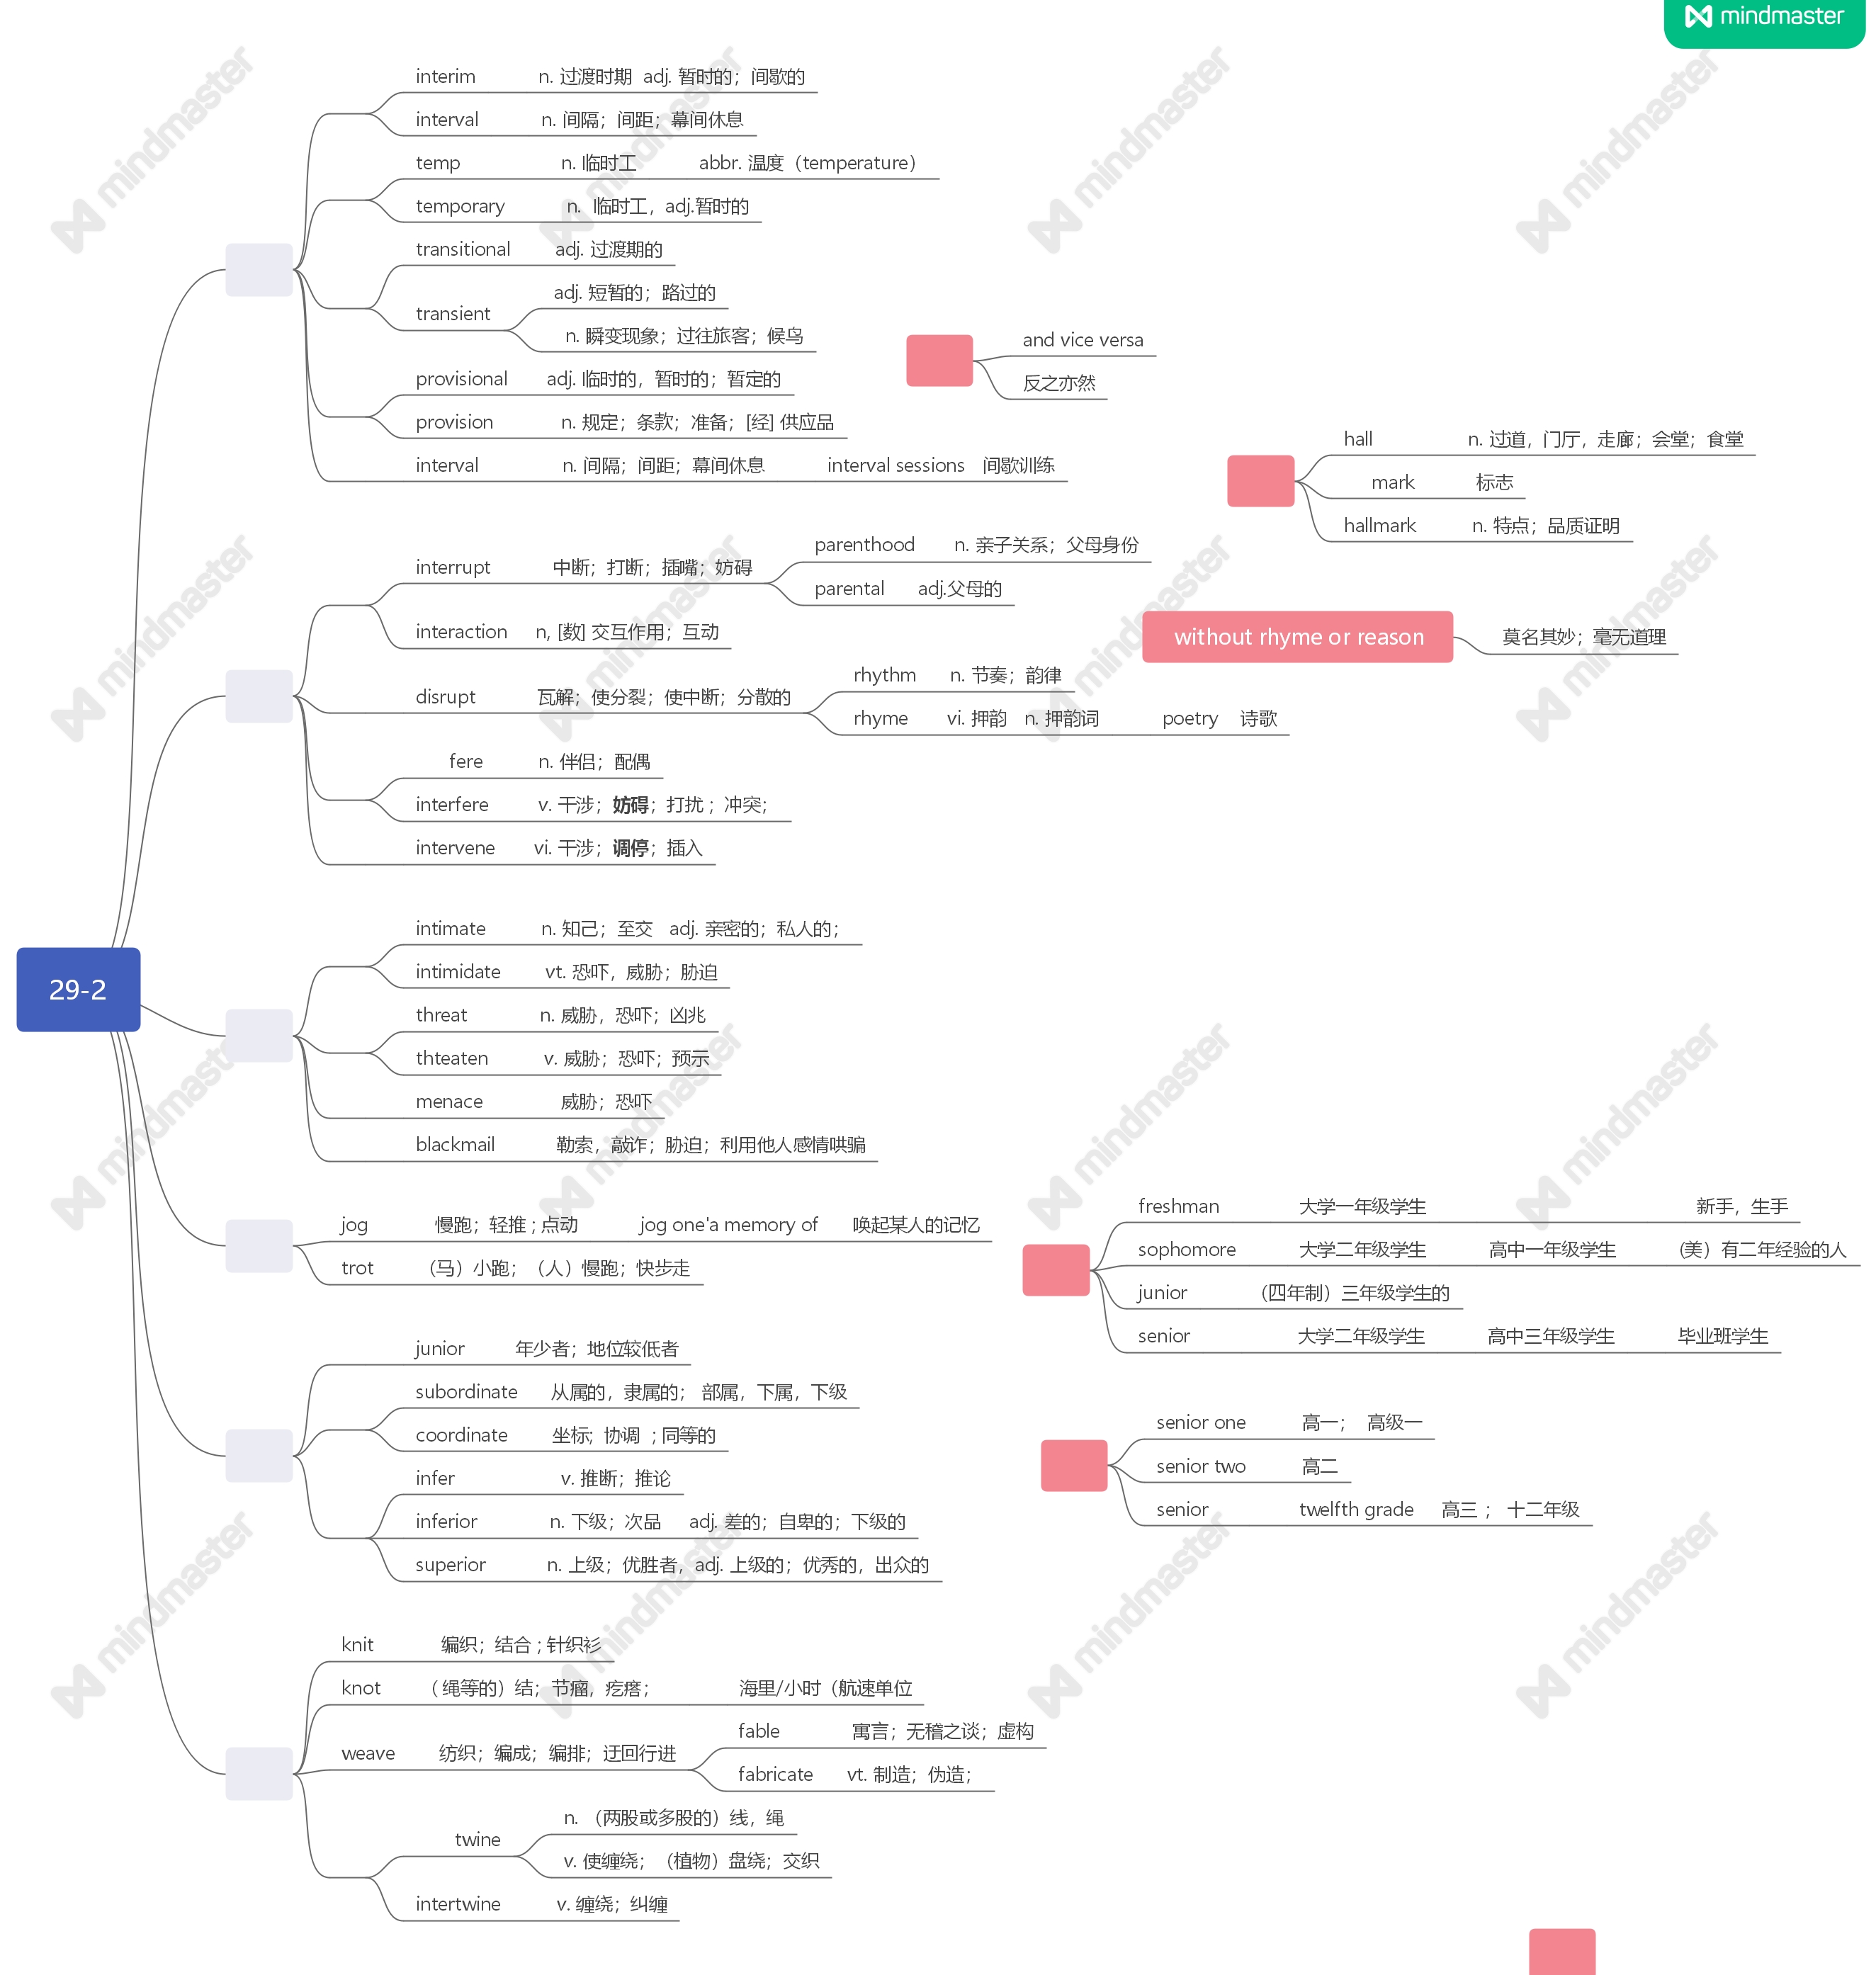 mindmaster
interim n. 过渡时期 adj. 暂时的；间歇的
interval n. 间隔；间距；幕间休息
temp n. 临时工 abbr. 温度（temperature）
temporary n. 临时工，adj.暂时的
transitional adj. 过渡期的
transient
adj. 短暂的；路过的
n. 瞬变现象；过往旅客；候鸟
provisional adj. 临时的，暂时的；暂定的
provision n. 规定；条款；准备；[经] 供应品
interval n. 间隔；间距；幕间休息 interval sessions 间歇训练
and vice versa
反之亦然
hall n. 过道，门厅，走廊；会堂；食堂
mark 标志
hallmark n. 特点；品质证明
interrupt 中断；打断；插嘴；妨碍
parenthood n. 亲子关系；父母身份
parental adj.父母的
interaction n, [数] 交互作用；互动
without rhyme or reason 莫名其妙；毫无道理
disrupt 瓦解；使分裂；使中断；分散的
rhythm n. 节奏；韵律
rhyme vi. 押韵 n. 押韵词 poetry 诗歌
fere n. 伴侣；配偶
interfere v. 干涉；妨碍；打扰；冲突；
intervene vi. 干涉；调停；插入
29-2
intimate n. 知己；至交 adj. 亲密的；私人的；
intimidate vt. 恐吓，威胁；胁迫
threat n. 威胁，恐吓；凶兆
thteaten v. 威胁；恐吓；预示
menace 威胁；恐吓
blackmail 勒索，敲诈；胁迫；利用他人感情哄骗
jog 慢跑；轻推；点动 jog one'a memory of 唤起某人的记忆
trot （马）小跑；（人）慢跑；快步走
freshman 大学一年级学生 新手，生手
sophomore 大学二年级学生 高中一年级学生 （美）有二年经验的人
junior （四年制）三年级学生的
senior 大学二年级学生 高中三年级学生 毕业班学生
junior 年少者；地位较低者
subordinate 从属的，隶属的； 部属，下属，下级
coordinate 坐标；协调 ；同等的
infer v. 推断；推论
inferior n. 下级；次品 adj. 差的；自卑的；下级的
superior n. 上级；优胜者，adj. 上级的；优秀的，出众的
senior one 高一； 高级一
senior two 高二
senior twelfth grade 高三 ； 十二年级
knit 编织；结合；针织衫
knot （绳等的）结；节瘤，疙瘩； 海里/小时（航速单位
weave 纺织；编成；编排；迂回行进
fable 寓言；无稽之谈；虚构
fabricate vt. 制造；伪造；
twine
n. （两股或多股的）线，绳
v. 使缠绕；（植物）盘绕；交织
intertwine v. 缠绕；纠缠